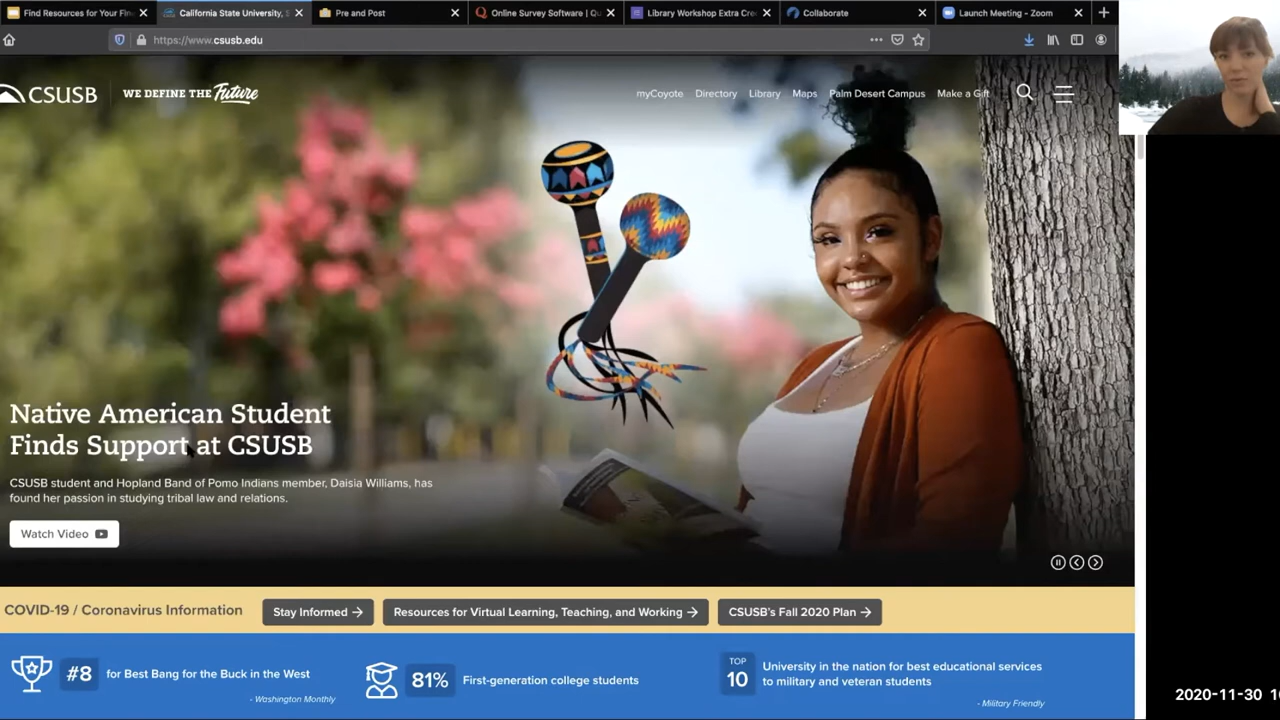 Find Resources for Your Fin
California State University, S
Pre and Post
Online Survey Software | Qu
Library Workshop Extra Cre
Collaborate
Launch Meeting - Zoom
https://www.csusb.edu
CSUSB
WE DEFINE THE Future
myCoyote Directory Library Maps Palm Desert Campus Make a Gift
Native American Student
Finds Support at CSUSB
CSUSB student and Hopland Band of Pomo Indians member, Daisia Williams, has
found her passion in studying tribal law and relations.
Watch Video
COVID-19 / Coronavirus Information
Stay Informed →
Resources for Virtual Learning, Teaching, and Working →
CSUSB's Fall 2020 Plan →
#8 for Best Bang for the Buck in the West
- Washington Monthly
81% First-generation college students
TOP
10
University in the nation for best educational services
to military and veteran students
- Military Friendly
2020-11-30